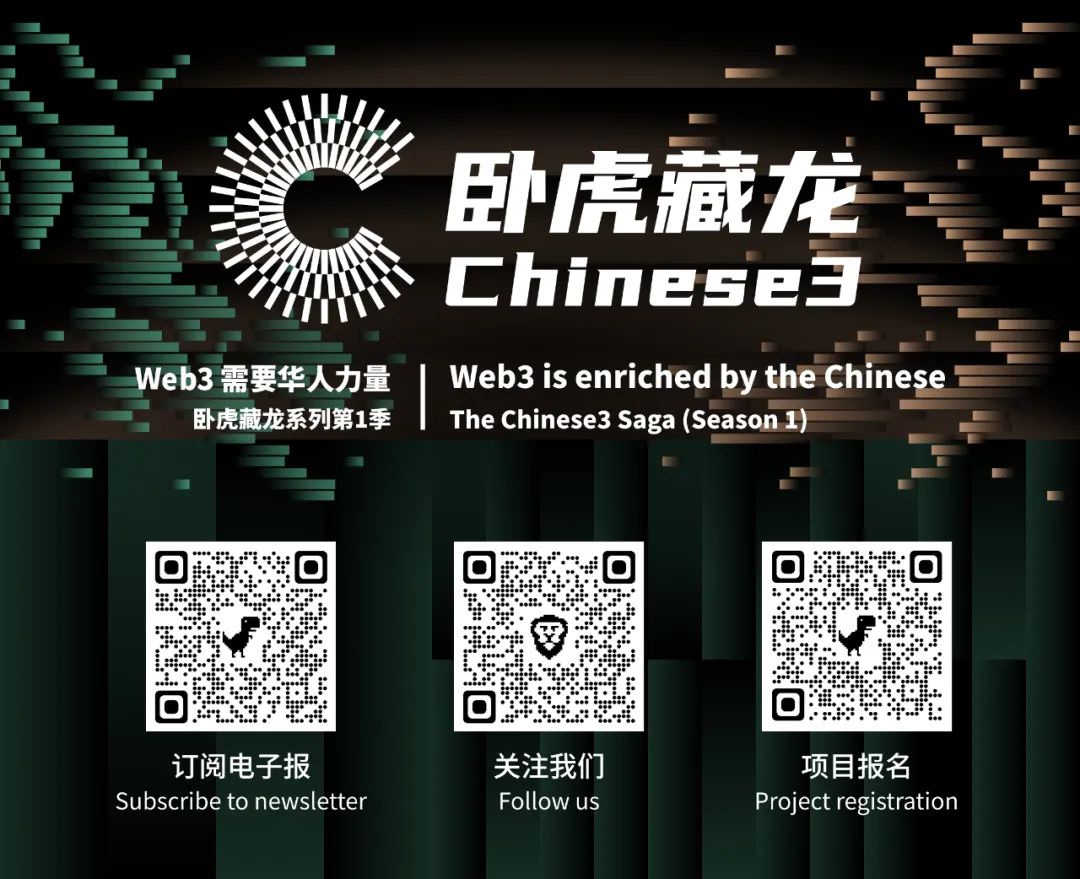 卧虎藏龙
Chinese3
Web3 需要华人力量
卧虎藏龙系列第1季
Web3 is enriched by the Chinese
The Chinese3 Saga (Season 1)
订阅电子报
Subscribe to newsletter
关注我们
Follow us
项目报名
Project registration